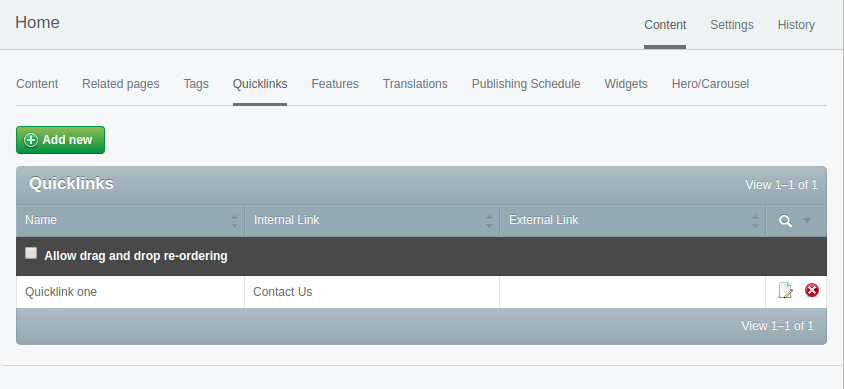 Home
Content Settings History
Content Related pages Tags Quicklinks Features Translations Publishing Schedule Widgets Hero/Carousel
Add new
Quicklinks View 1–1 of 1
Name Internal Link External Link
Allow drag and drop re-ordering
Quicklink one Contact Us
View 1–1 of 1